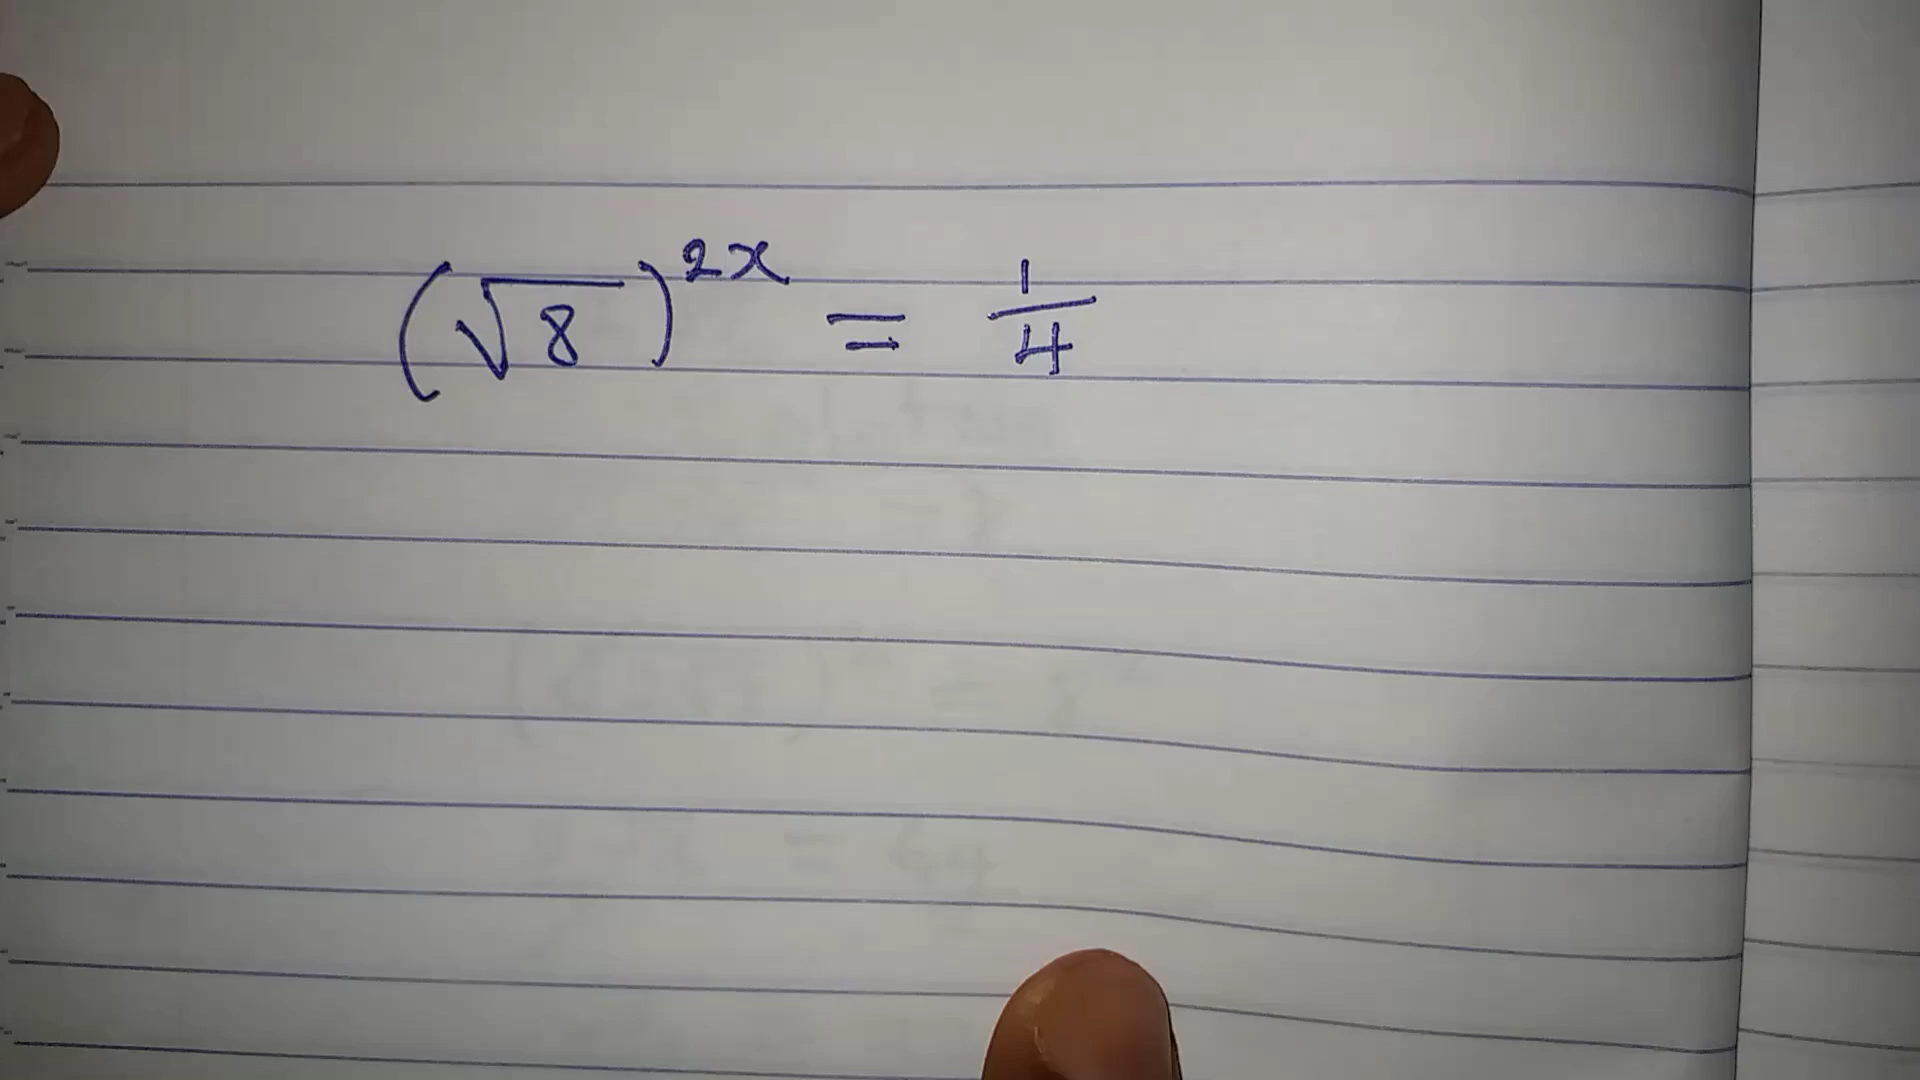 (√8)^{2x} = 1/4